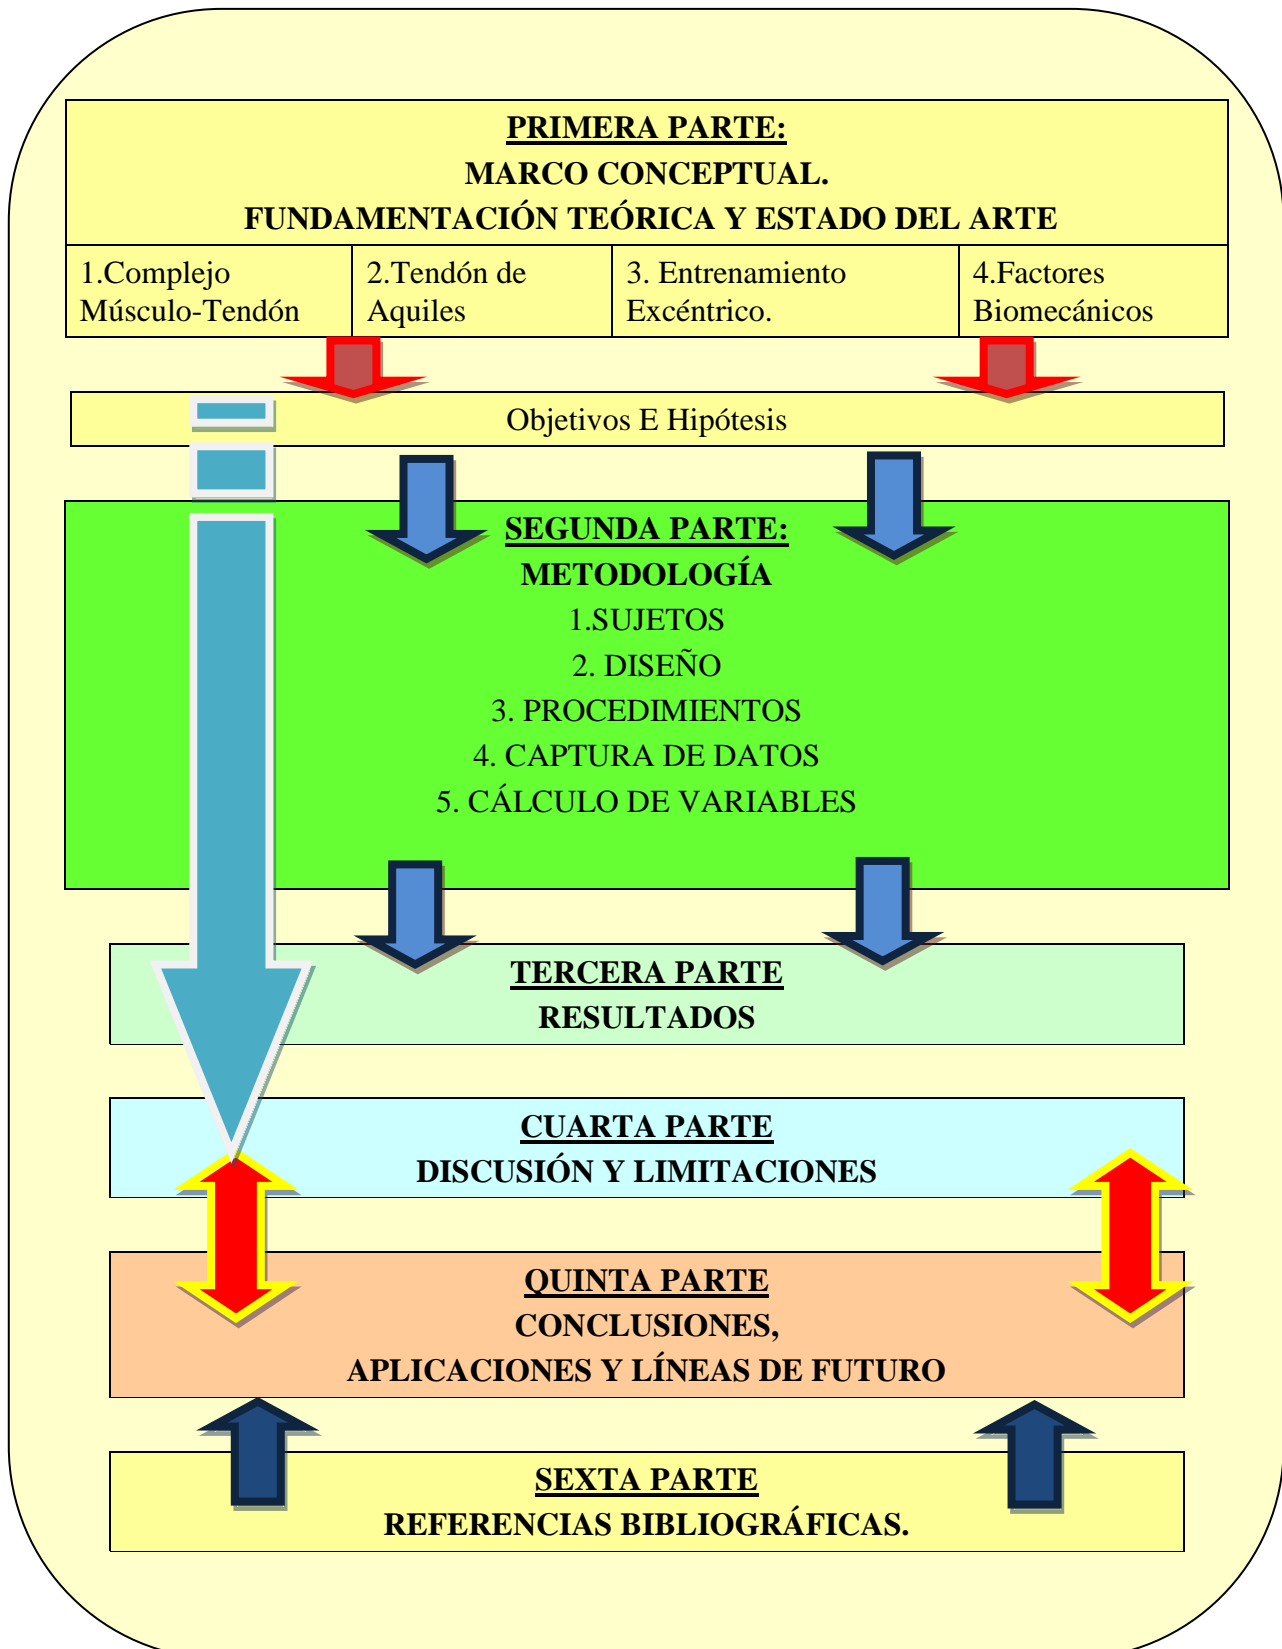 PRIMERA PARTE:
MARCO CONCEPTUAL.
FUNDAMENTACIÓN TEÓRICA Y ESTADO DEL ARTE
1.Complejo
Músculo-Tendón
2.Tendón de
Aquiles
3. Entrenamiento
Excéntrico.
4.Factores
Biomecánicos
Objetivos E Hipótesis
SEGUNDA PARTE:
METODOLOGÍA
1.SUJETOS
2. DISEÑO
3. PROCEDIMIENTOS
4. CAPTURA DE DATOS
5. CÁLCULO DE VARIABLES
TERCERA PARTE
RESULTADOS
CUARTA PARTE
DISCUSIÓN Y LIMITACIONES
QUINTA PARTE
CONCLUSIONES,
APLICACIONES Y LÍNEAS DE FUTURO
SEXTA PARTE
REFERENCIAS BIBLIOGRÁFICAS.